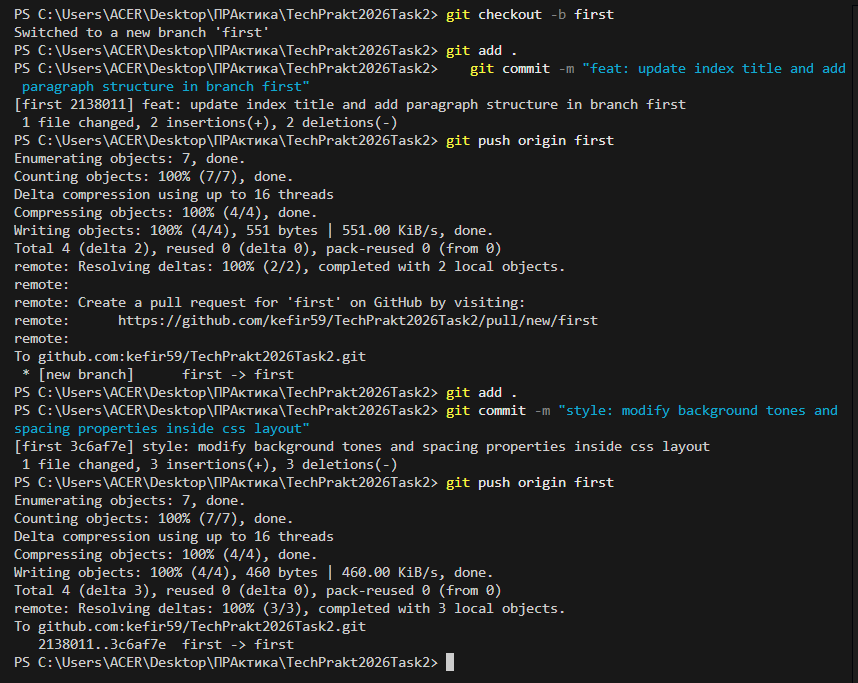 PS C:\Users\ACER\Desktop\ПРАктика\TechPrakt2026Task2> git checkout -b first
Switched to a new branch 'first'
PS C:\Users\ACER\Desktop\ПРАктика\TechPrakt2026Task2> git add .
PS C:\Users\ACER\Desktop\ПРАктика\TechPrakt2026Task2>    git commit -m "feat: update index title and add
 paragraph structure in branch first"
[first 2138011] feat: update index title and add paragraph structure in branch first
 1 file changed, 2 insertions(+), 2 deletions(-)
PS C:\Users\ACER\Desktop\ПРАктика\TechPrakt2026Task2> git push origin first
Enumerating objects: 7, done.
Counting objects: 100% (7/7), done.
Delta compression using up to 16 threads
Compressing objects: 100% (4/4), done.
Writing objects: 100% (4/4), 551 bytes | 551.00 KiB/s, done.
Total 4 (delta 2), reused 0 (delta 0), pack-reused 0 (from 0)
remote: Resolving deltas: 100% (2/2), completed with 2 local objects.
remote:
remote: Create a pull request for 'first' on GitHub by visiting:
remote:      https://github.com/kefir59/TechPrakt2026Task2/pull/new/first
remote:
To github.com:kefir59/TechPrakt2026Task2.git
 * [new branch]      first -> first
PS C:\Users\ACER\Desktop\ПРАктика\TechPrakt2026Task2> git add .
PS C:\Users\ACER\Desktop\ПРАктика\TechPrakt2026Task2> git commit -m "style: modify background tones and
spacing properties inside css layout"
[first 3c6af7e] style: modify background tones and spacing properties inside css layout
 1 file changed, 3 insertions(+), 3 deletions(-)
PS C:\Users\ACER\Desktop\ПРАктика\TechPrakt2026Task2> git push origin first
Enumerating objects: 7, done.
Counting objects: 100% (7/7), done.
Delta compression using up to 16 threads
Compressing objects: 100% (4/4), done.
Writing objects: 100% (4/4), 460 bytes | 460.00 KiB/s, done.
Total 4 (delta 3), reused 0 (delta 0), pack-reused 0 (from 0)
remote: Resolving deltas: 100% (3/3), completed with 3 local objects.
To github.com:kefir59/TechPrakt2026Task2.git
   2138011..3c6af7e  first -> first
PS C:\Users\ACER\Desktop\ПРАктика\TechPrakt2026Task2>